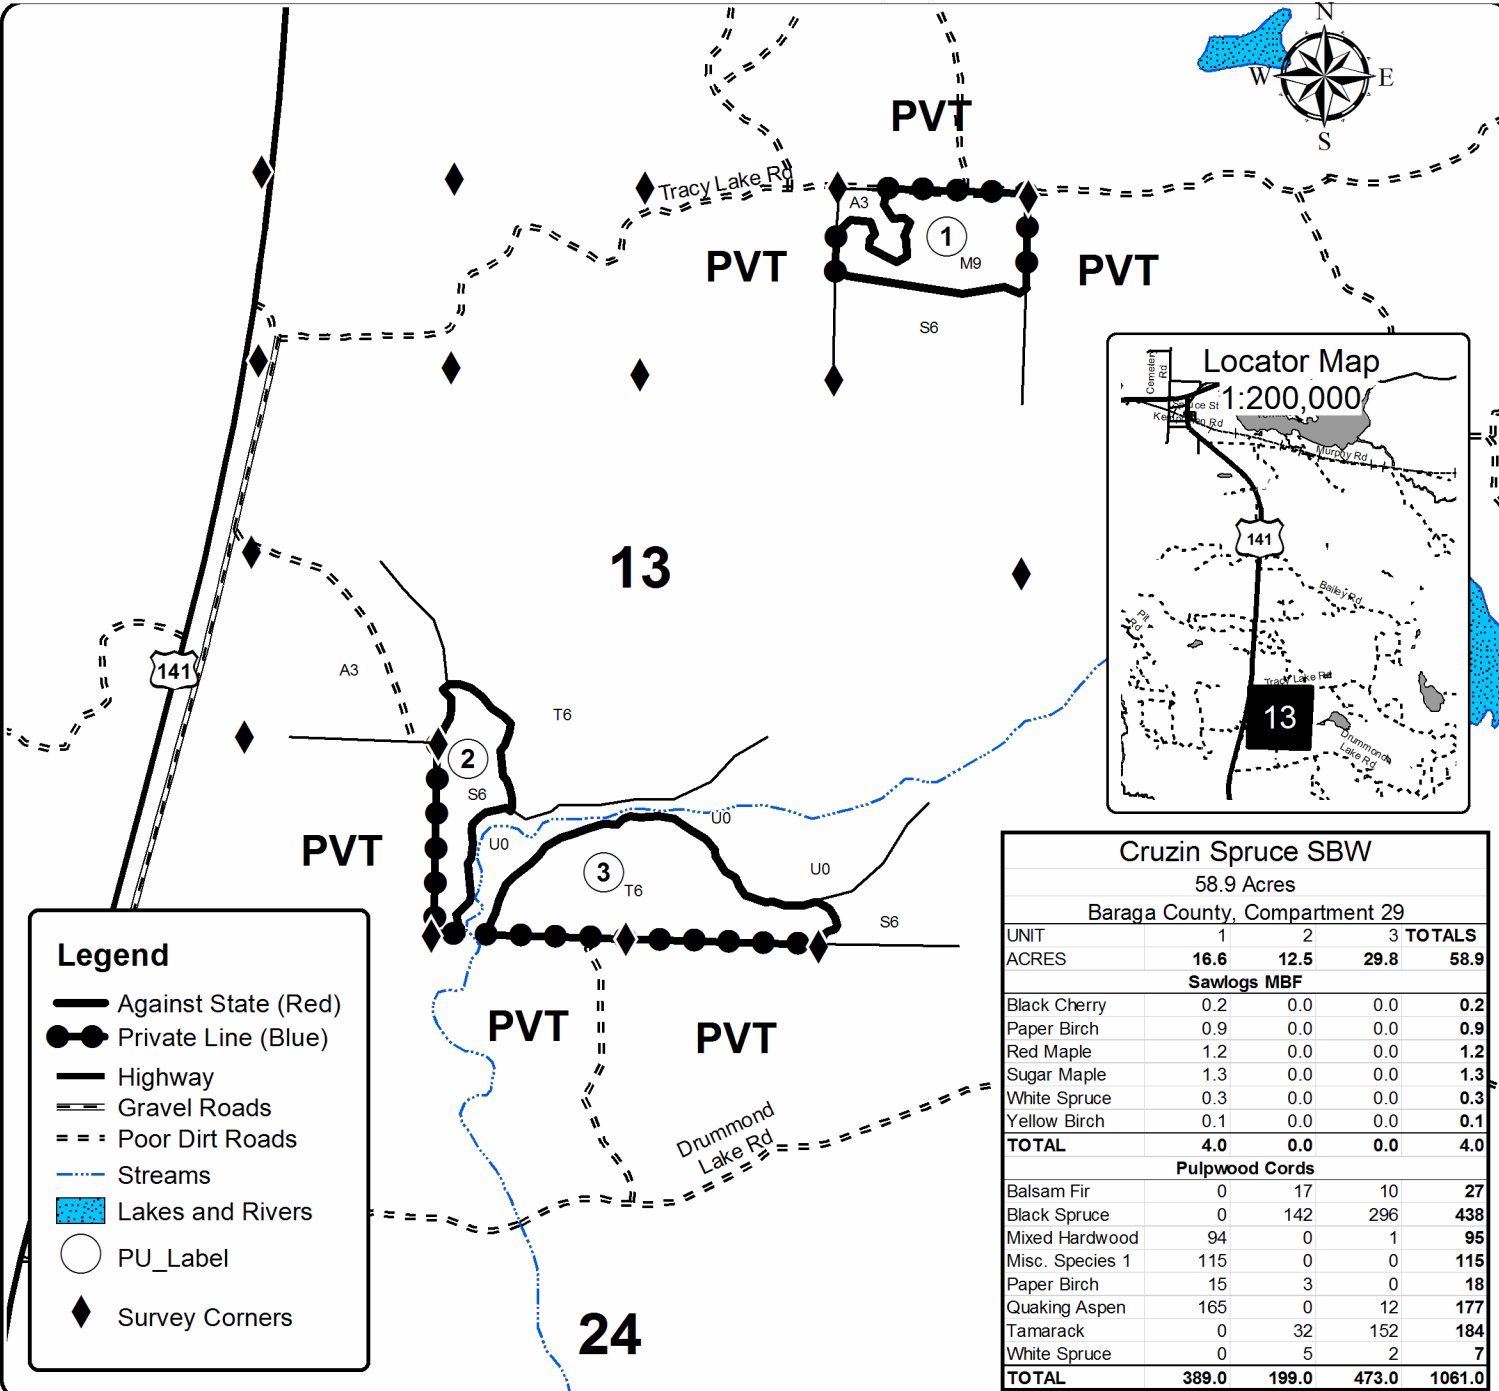 N
W
E
S
PVT
Tracy Lake Rd
A3
1
M9
PVT
PVT
S6
Locator Map
1:200,000
Cemetery
Rd
Murphy Rd
141
Bailey Rd
Pit
Rd
Tracy Lake Rd
13
Drummond
Lake Rd
13
141
A3
T6
2
S6
U0
U0
U0
3
T6
S6
PVT
PVT
PVT
Drummond
Lake Rd
24
Legend
Against State (Red)
Private Line (Blue)
Highway
Gravel Roads
Poor Dirt Roads
Streams
Lakes and Rivers
PU_Label
Survey Corners
Cruzin Spruce SBW
58.9 Acres
Baraga County, Compartment 29
UNIT 1 2 3 TOTALS
ACRES 16.6 12.5 29.8 58.9
Sawlogs MBF
Black Cherry 0.2 0.0 0.0 0.2
Paper Birch 0.9 0.0 0.0 0.9
Red Maple 1.2 0.0 0.0 1.2
Sugar Maple 1.3 0.0 0.0 1.3
White Spruce 0.3 0.0 0.0 0.3
Yellow Birch 0.1 0.0 0.0 0.1
TOTAL 4.0 0.0 0.0 4.0
Pulpwood Cords
Balsam Fir 0 17 10 27
Black Spruce 0 142 296 438
Mixed Hardwood 94 0 1 95
Misc. Species 1 115 0 0 115
Paper Birch 15 3 0 18
Quaking Aspen 165 0 12 177
Tamarack 0 32 152 184
White Spruce 0 5 2 7
TOTAL 389.0 199.0 473.0 1061.0